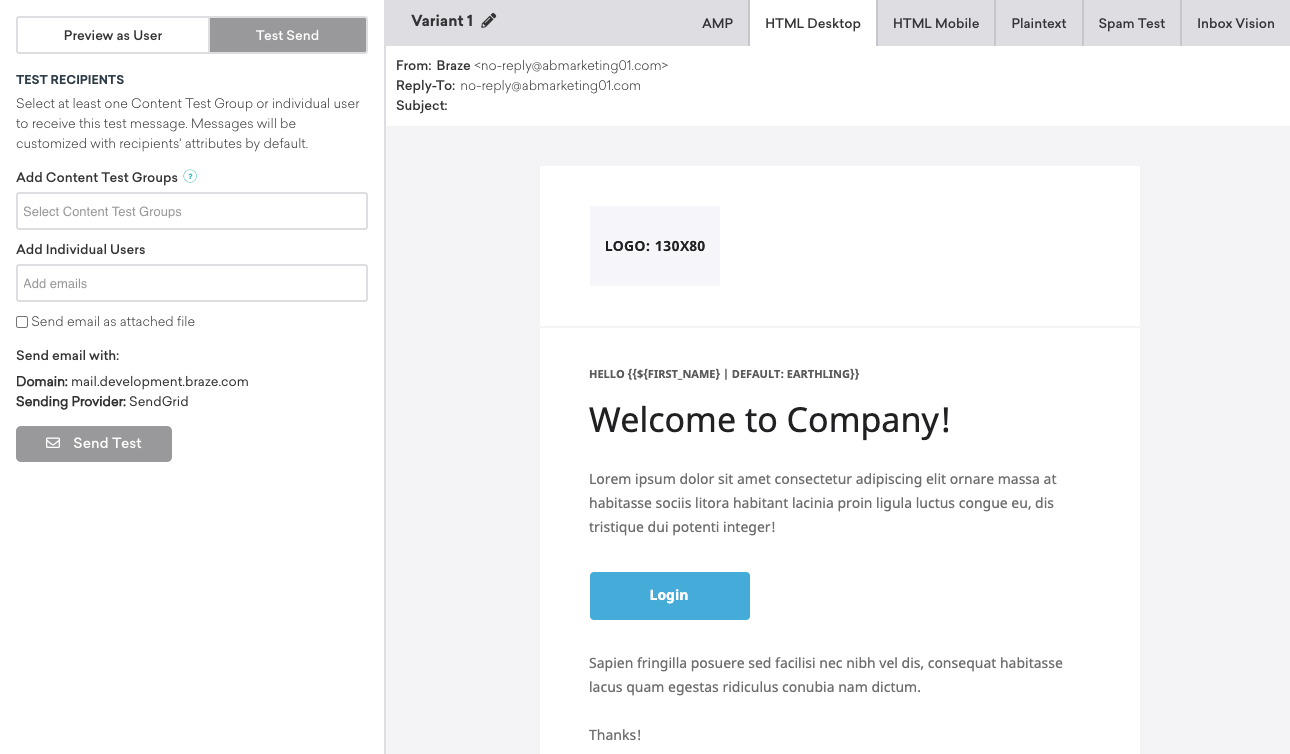 Preview as User
Test Send
TEST RECIPIENTS
Select at least one Content Test Group or individual user
to receive this test message. Messages will be
customized with recipients' attributes by default.
Add Content Test Groups ?
Select Content Test Groups
Add Individual Users
Add emails
Send email as attached file
Send email with:
Domain: mail.development.braze.com
Sending Provider: SendGrid
Send Test
Variant 1
AMP
HTML Desktop
HTML Mobile
Plaintext
Spam Test
Inbox Vision
From: Braze <no-reply@abmarketing01.com>
Reply-To: no-reply@abmarketing01.com
Subject:
LOGO: 130X80
HELLO {{${FIRST_NAME} | DEFAULT: EARTHLING}}
Welcome to Company!
Lorem ipsum dolor sit amet consectetur adipiscing elit ornare massa at
habitasse sociis litora habitant lacinia proin ligula luctus congue eu, dis
tristique dui potenti integer!
Login
Sapien fringilla posuere sed facilisi nec nibh vel dis, consequat habitasse
lacus quam egestas ridiculus conubia nam dictum.
Thanks!